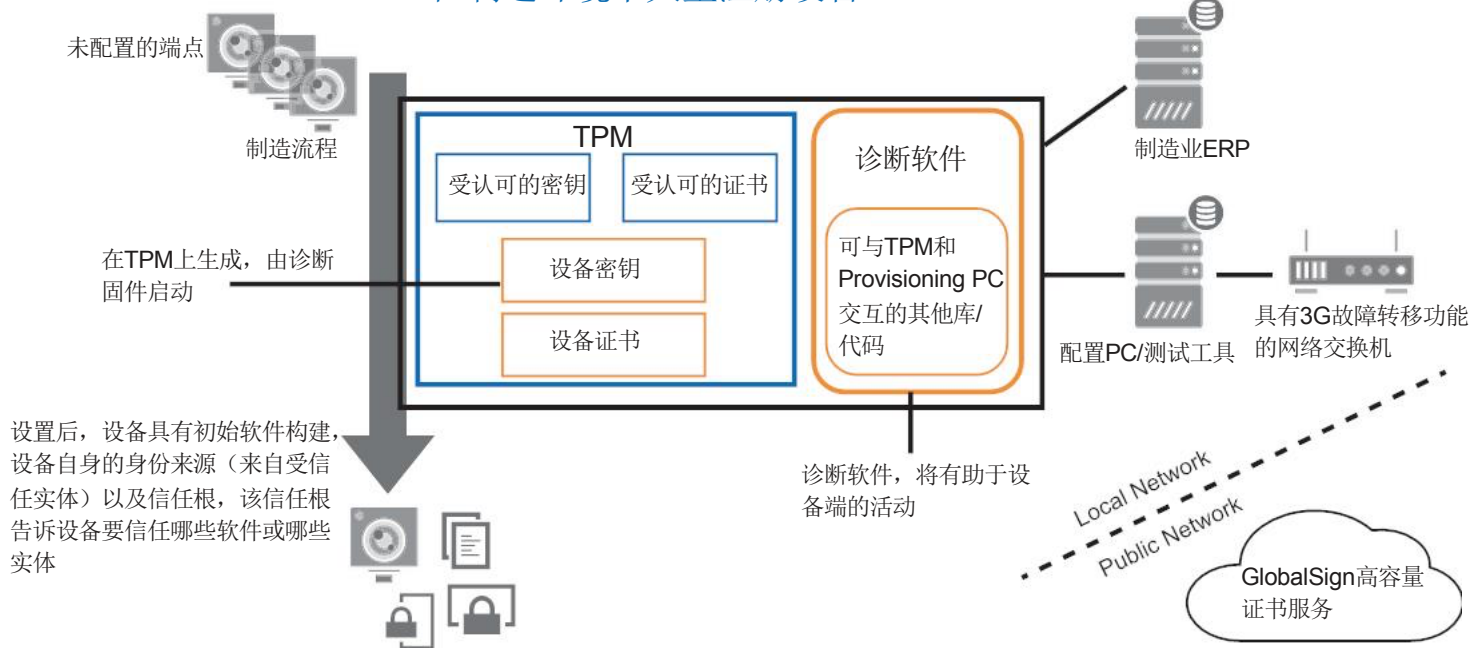 未配置的端点
制造流程
TPM
受认可的密钥
受认可的证书
设备密钥
设备证书
诊断软件
可与TPM和
Provisioning PC
交互的其他库/
代码
制造业ERP
在TPM上生成，由诊断
固件启动
配置PC/测试工具
具有3G故障转移功能
的网络交换机
设置后，设备具有初始软件构建，
设备自身的身份来源（来自受信
任实体）以及信任根，该信任根
告诉设备要信任哪些软件或哪些
实体
诊断软件，将有助于设
备端的活动
Local Network
Public Network
GlobalSign高容量
证书服务